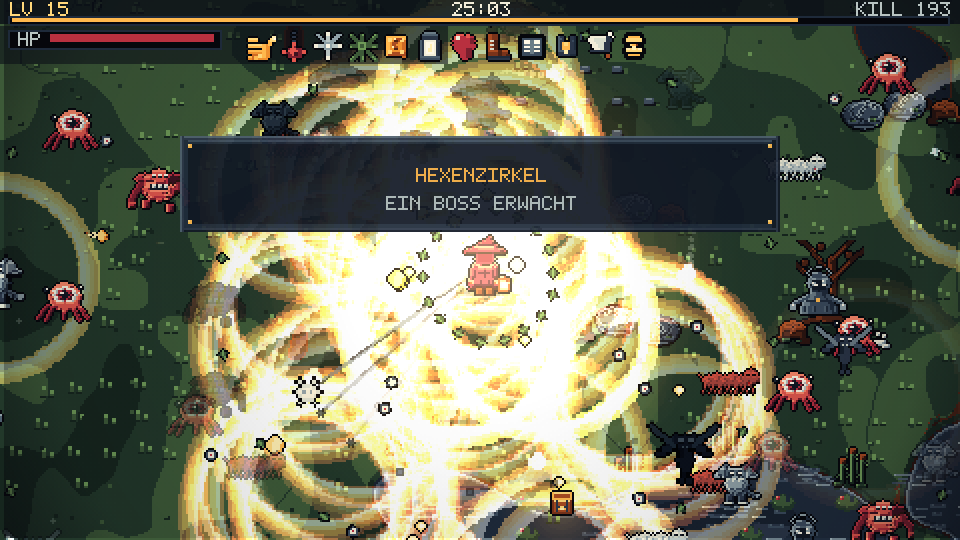 LV 15
25:03
KILL 193
HP
HEXENZIRKEL
EIN BOSS ERWACHT